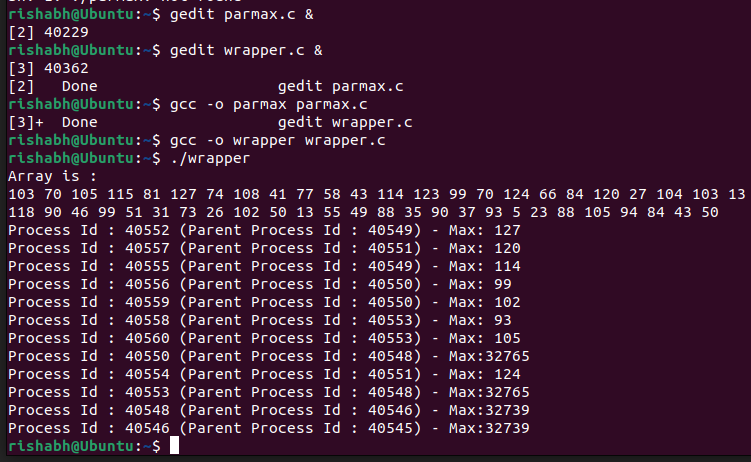 rishabh@Ubuntu:~$ gedit parmax.c &
[2] 40229
rishabh@Ubuntu:~$ gedit wrapper.c &
[3] 40362
[2]   Done                    gedit parmax.c
rishabh@Ubuntu:~$ gcc -o parmax parmax.c
[3]+  Done                    gedit wrapper.c
rishabh@Ubuntu:~$ gcc -o wrapper wrapper.c
rishabh@Ubuntu:~$ ./wrapper
Array is :
103 70 105 115 81 127 74 108 41 77 58 43 114 123 99 70 124 66 84 120 27 104 103 13
118 90 46 99 51 31 73 26 102 50 13 55 49 88 35 90 37 93 5 23 88 105 94 84 43 50
Process Id : 40552 (Parent Process Id : 40549) - Max: 127
Process Id : 40557 (Parent Process Id : 40551) - Max: 120
Process Id : 40555 (Parent Process Id : 40549) - Max: 114
Process Id : 40556 (Parent Process Id : 40550) - Max: 99
Process Id : 40559 (Parent Process Id : 40550) - Max: 102
Process Id : 40558 (Parent Process Id : 40553) - Max: 93
Process Id : 40560 (Parent Process Id : 40553) - Max: 105
Process Id : 40550 (Parent Process Id : 40548) - Max:32765
Process Id : 40554 (Parent Process Id : 40551) - Max: 124
Process Id : 40553 (Parent Process Id : 40548) - Max:32765
Process Id : 40548 (Parent Process Id : 40546) - Max:32739
Process Id : 40546 (Parent Process Id : 40545) - Max:32739
rishabh@Ubuntu:~$